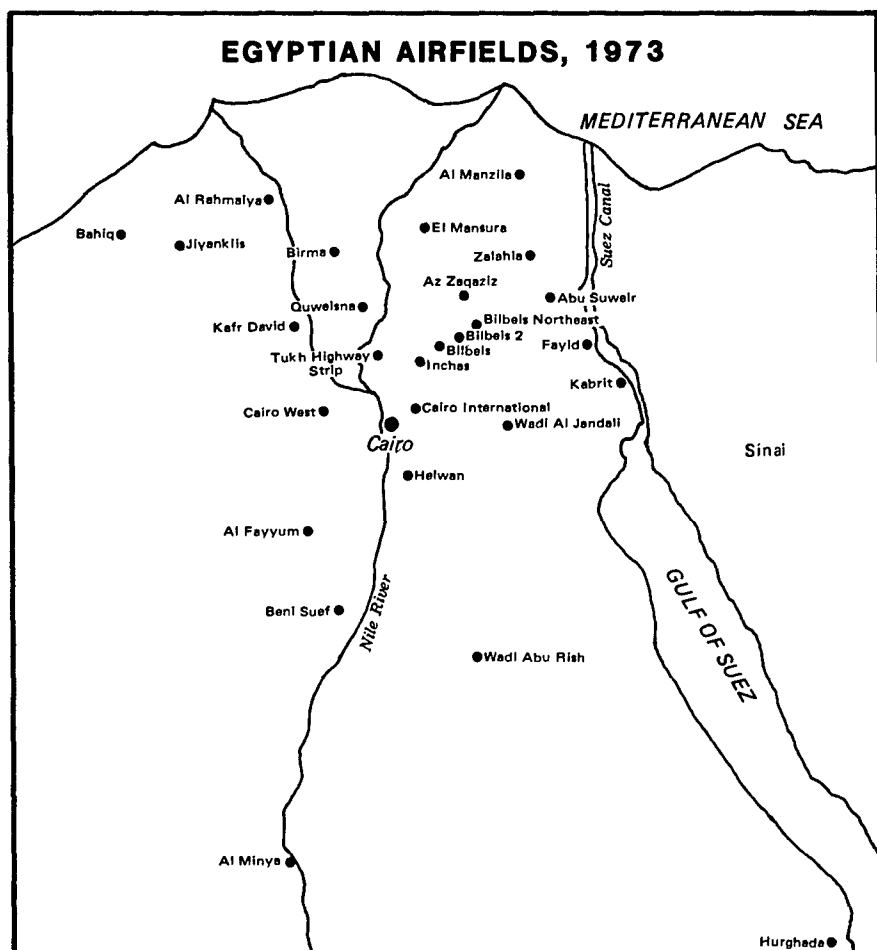 EGYPTIAN AIRFIELDS, 1973
MEDITERRANEAN SEA
Al Manzila
Al Rahmaiya
Suez Canal
Bahiq
Jiyanklis
El Mansura
Birma
Zalahia
Az Zaqaziz
Abu Suweir
Quweisna
Kafr David
Bilbeis Northeast
Bilbeis 2
Bilbeis
Fayid
Tukh Highway
Strip
Inchas
Kabrit
Cairo West
Cairo International
Cairo
Wadi Al Jandali
Sinai
Helwan
Al Fayyum
GULF OF SUEZ
Beni Suef
Nile River
Wadi Abu Rish
Al Minya
Hurghada